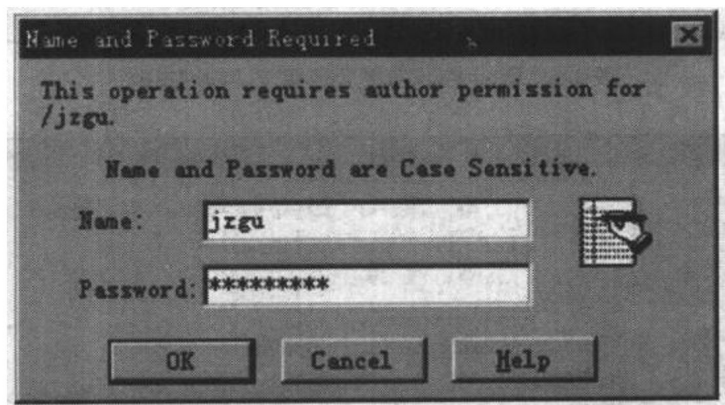 Name and Password Required
This operation requires author permission for
/jzgu.
Name and Password are Case Sensitive.
Name: jzgu
Password: *********
OK Cancel Help